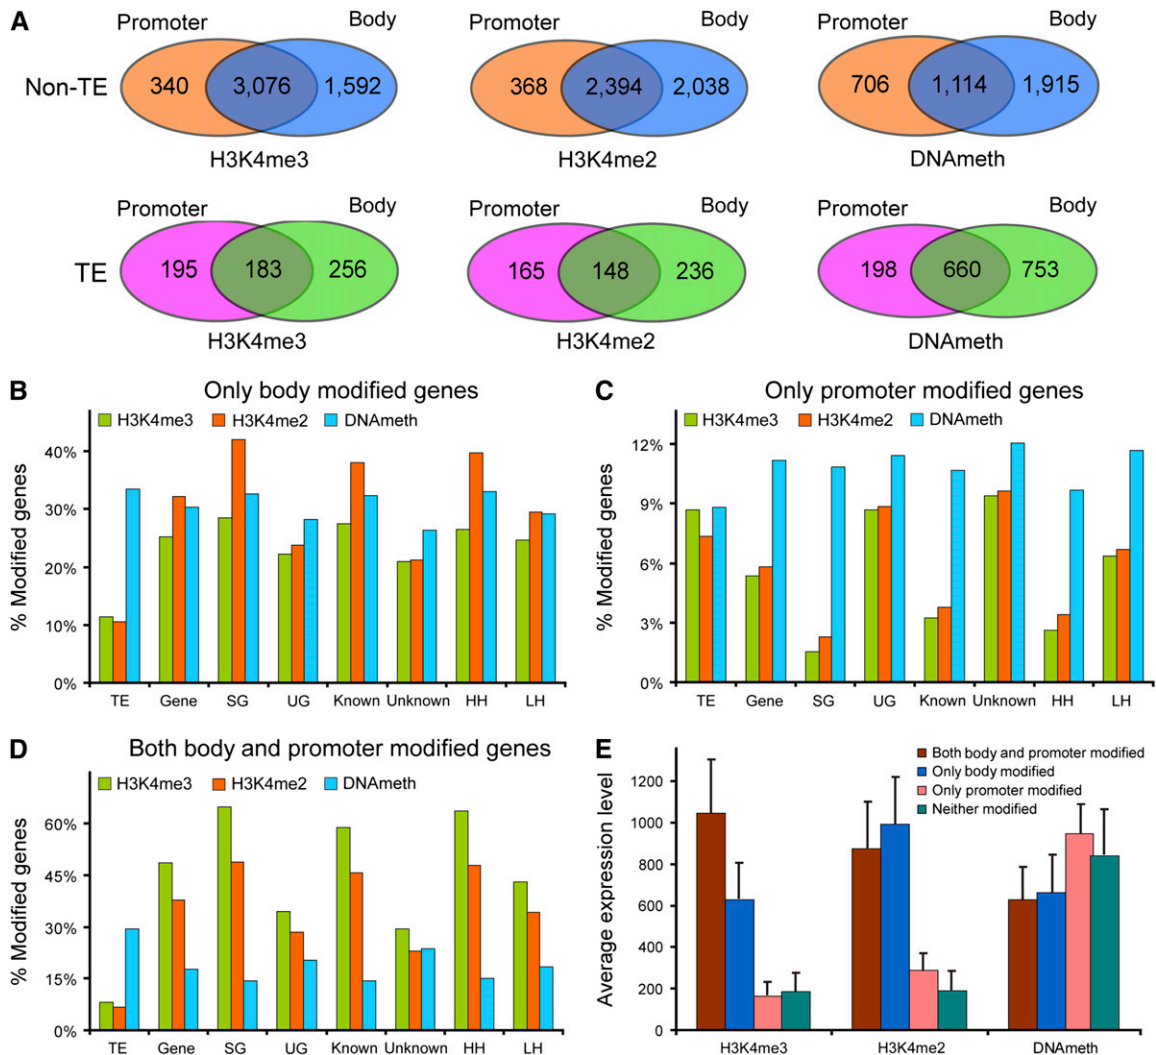 A
Promoter Body Promoter Body Promoter Body
Non-TE 340 3,076 1,592 368 2,394 2,038 706 1,114 1,915
H3K4me3 H3K4me2 DNAmeth
Promoter Body Promoter Body Promoter Body
TE 195 183 256 165 148 236 198 660 753
H3K4me3 H3K4me2 DNAmeth
B Only body modified genes
H3K4me3 H3K4me2 DNAmeth
% Modified genes
40%
30%
20%
10%
0%
TE Gene SG UG Known Unknown HH LH
C Only promoter modified genes
H3K4me3 H3K4me2 DNAmeth
% Modified genes
12%
9%
6%
3%
0%
TE Gene SG UG Known Unknown HH LH
D Both body and promoter modified genes
H3K4me3 H3K4me2 DNAmeth
% Modified genes
60%
45%
30%
15%
0%
TE Gene SG UG Known Unknown HH LH
E
Both body and promoter modified
Only body modified
Only promoter modified
Neither modified
Average expression level
1200
1000
800
600
400
200
0
H3K4me3 H3K4me2 DNAmeth